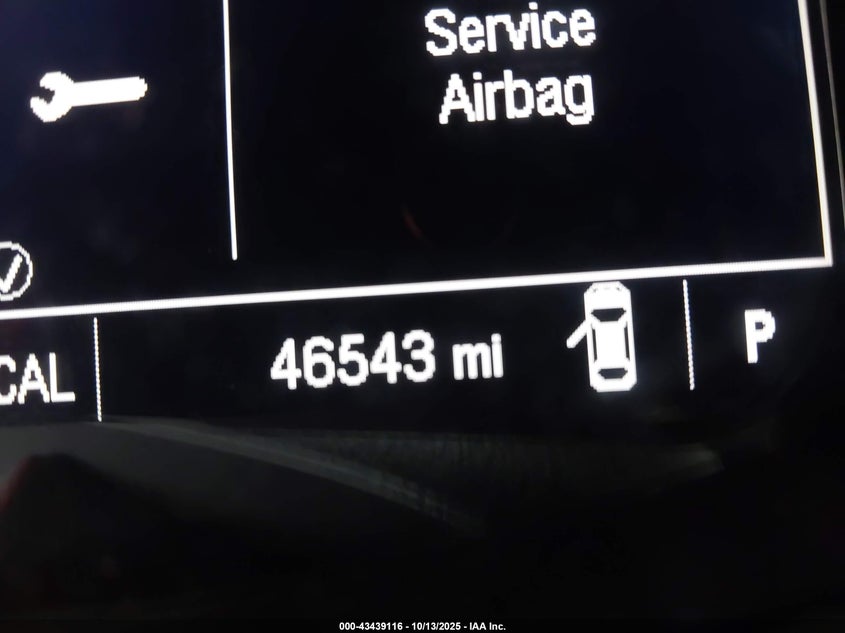 Service
Airbag
CAL
46543 mi
P
000-43439116 - 10/13/2025 - IAA Inc.